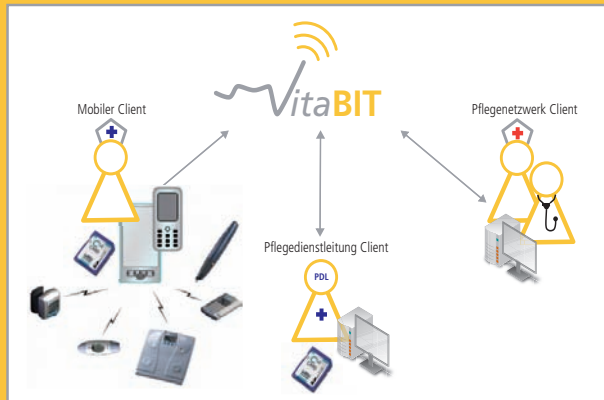 VitaBIT
Mobiler Client
Pflegenetzwerk Client
Pflegedienstleitung Client
PDL